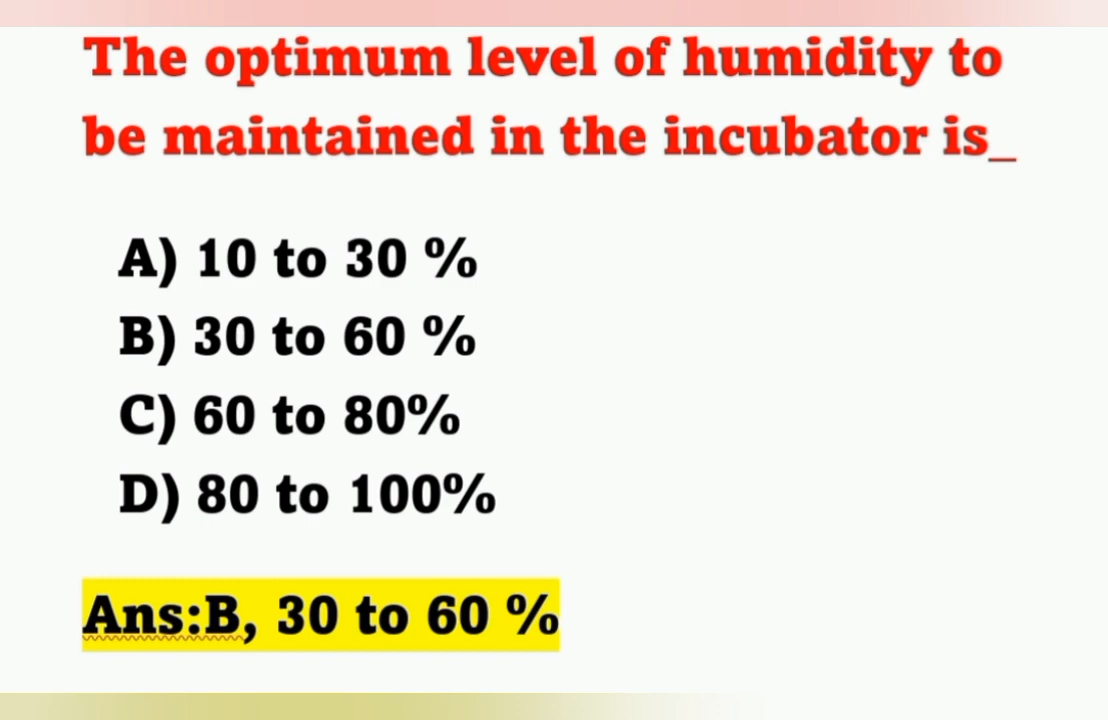 The optimum level of humidity to
be maintained in the incubator is_
A) 10 to 30 %
B) 30 to 60 %
C) 60 to 80%
D) 80 to 100%
Ans:B, 30 to 60 %